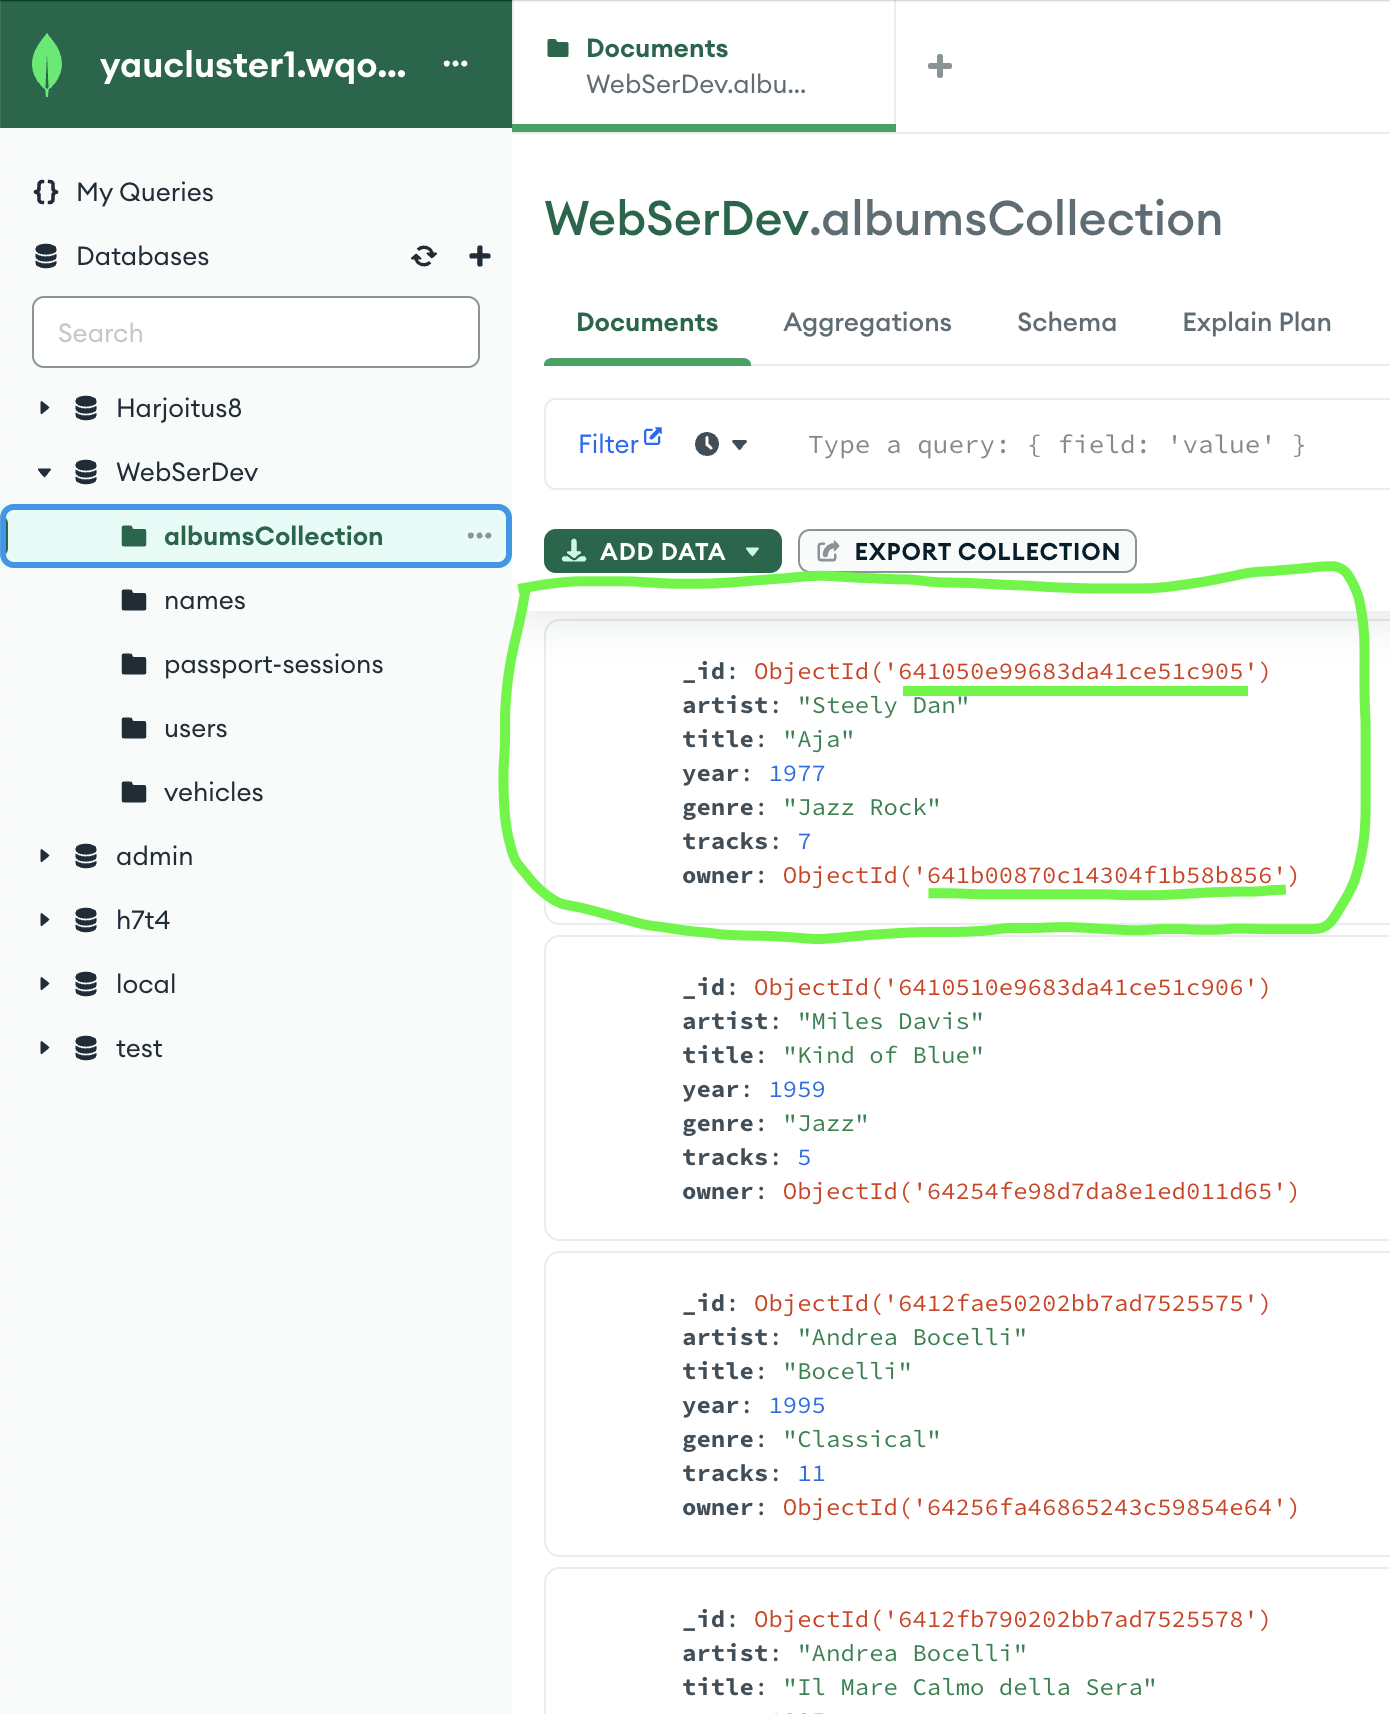 yaucluster1.wqo...
Documents
WebSerDev.albu...
My Queries
Databases
Search
Harjoitus8
WebSerDev
albumsCollection
names
passport-sessions
users
vehicles
admin
h7t4
local
test
WebSerDev.albumsCollection
Documents Aggregations Schema Explain Plan
Filter Type a query: { field: 'value' }
ADD DATA EXPORT COLLECTION
_id: ObjectId('641050e99683da41ce51c905')
artist: "Steely Dan"
title: "Aja"
year: 1977
genre: "Jazz Rock"
tracks: 7
owner: ObjectId('641b00870c14304f1b58b856')
_id: ObjectId('6410510e9683da41ce51c906')
artist: "Miles Davis"
title: "Kind of Blue"
year: 1959
genre: "Jazz"
tracks: 5
owner: ObjectId('64254fe98d7da8e1ed011d65')
_id: ObjectId('6412fae50202bb7ad7525575')
artist: "Andrea Bocelli"
title: "Bocelli"
year: 1995
genre: "Classical"
tracks: 11
owner: ObjectId('64256fa46865243c59854e64')
_id: ObjectId('6412fb790202bb7ad7525578')
artist: "Andrea Bocelli"
title: "Il Mare Calmo della Sera"